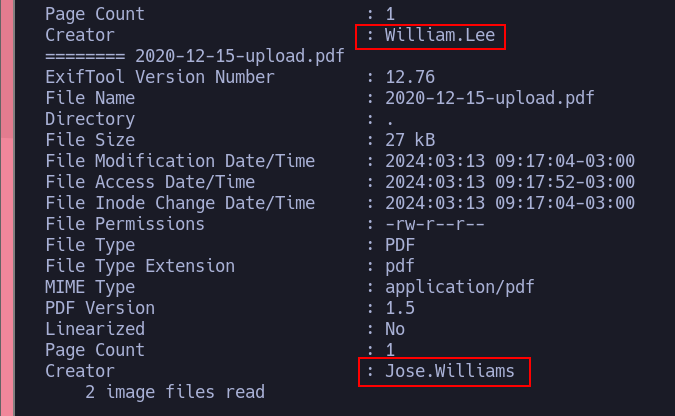 Page Count : 1
Creator : William.Lee
======== 2020-12-15-upload.pdf
ExifTool Version Number : 12.76
File Name : 2020-12-15-upload.pdf
Directory : .
File Size : 27 kB
File Modification Date/Time : 2024:03:13 09:17:04-03:00
File Access Date/Time : 2024:03:13 09:17:52-03:00
File Inode Change Date/Time : 2024:03:13 09:17:04-03:00
File Permissions : -rw-r--r--
File Type : PDF
File Type Extension : pdf
MIME Type : application/pdf
PDF Version : 1.5
Linearized : No
Page Count : 1
Creator : Jose.Williams
2 image files read